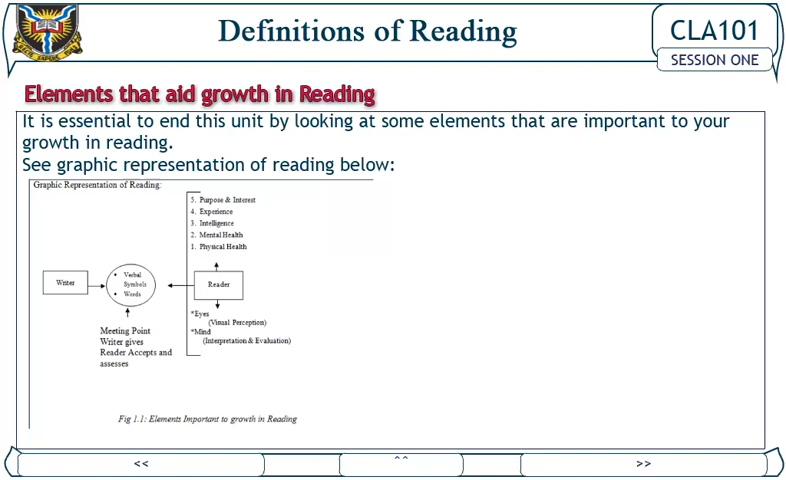 Definitions of Reading
CLA101
SESSION ONE
Elements that aid growth in Reading
It is essential to end this unit by looking at some elements that are important to your
growth in reading.
See graphic representation of reading below:
Graphic Representation of Reading:
5. Purpose & Interest
4. Experience
3. Intelligence
2. Mental Health
1. Physical Health
Writer
• Verbal
Symbols
• Words
Reader
*Eyes
(Visual Perception)
*Mind
(Interpretation & Evaluation)
Meeting Point
Writer gives
Reader Accepts and
assesses
Fig 1.1: Elements Important to growth in Reading
<<
^^
>>